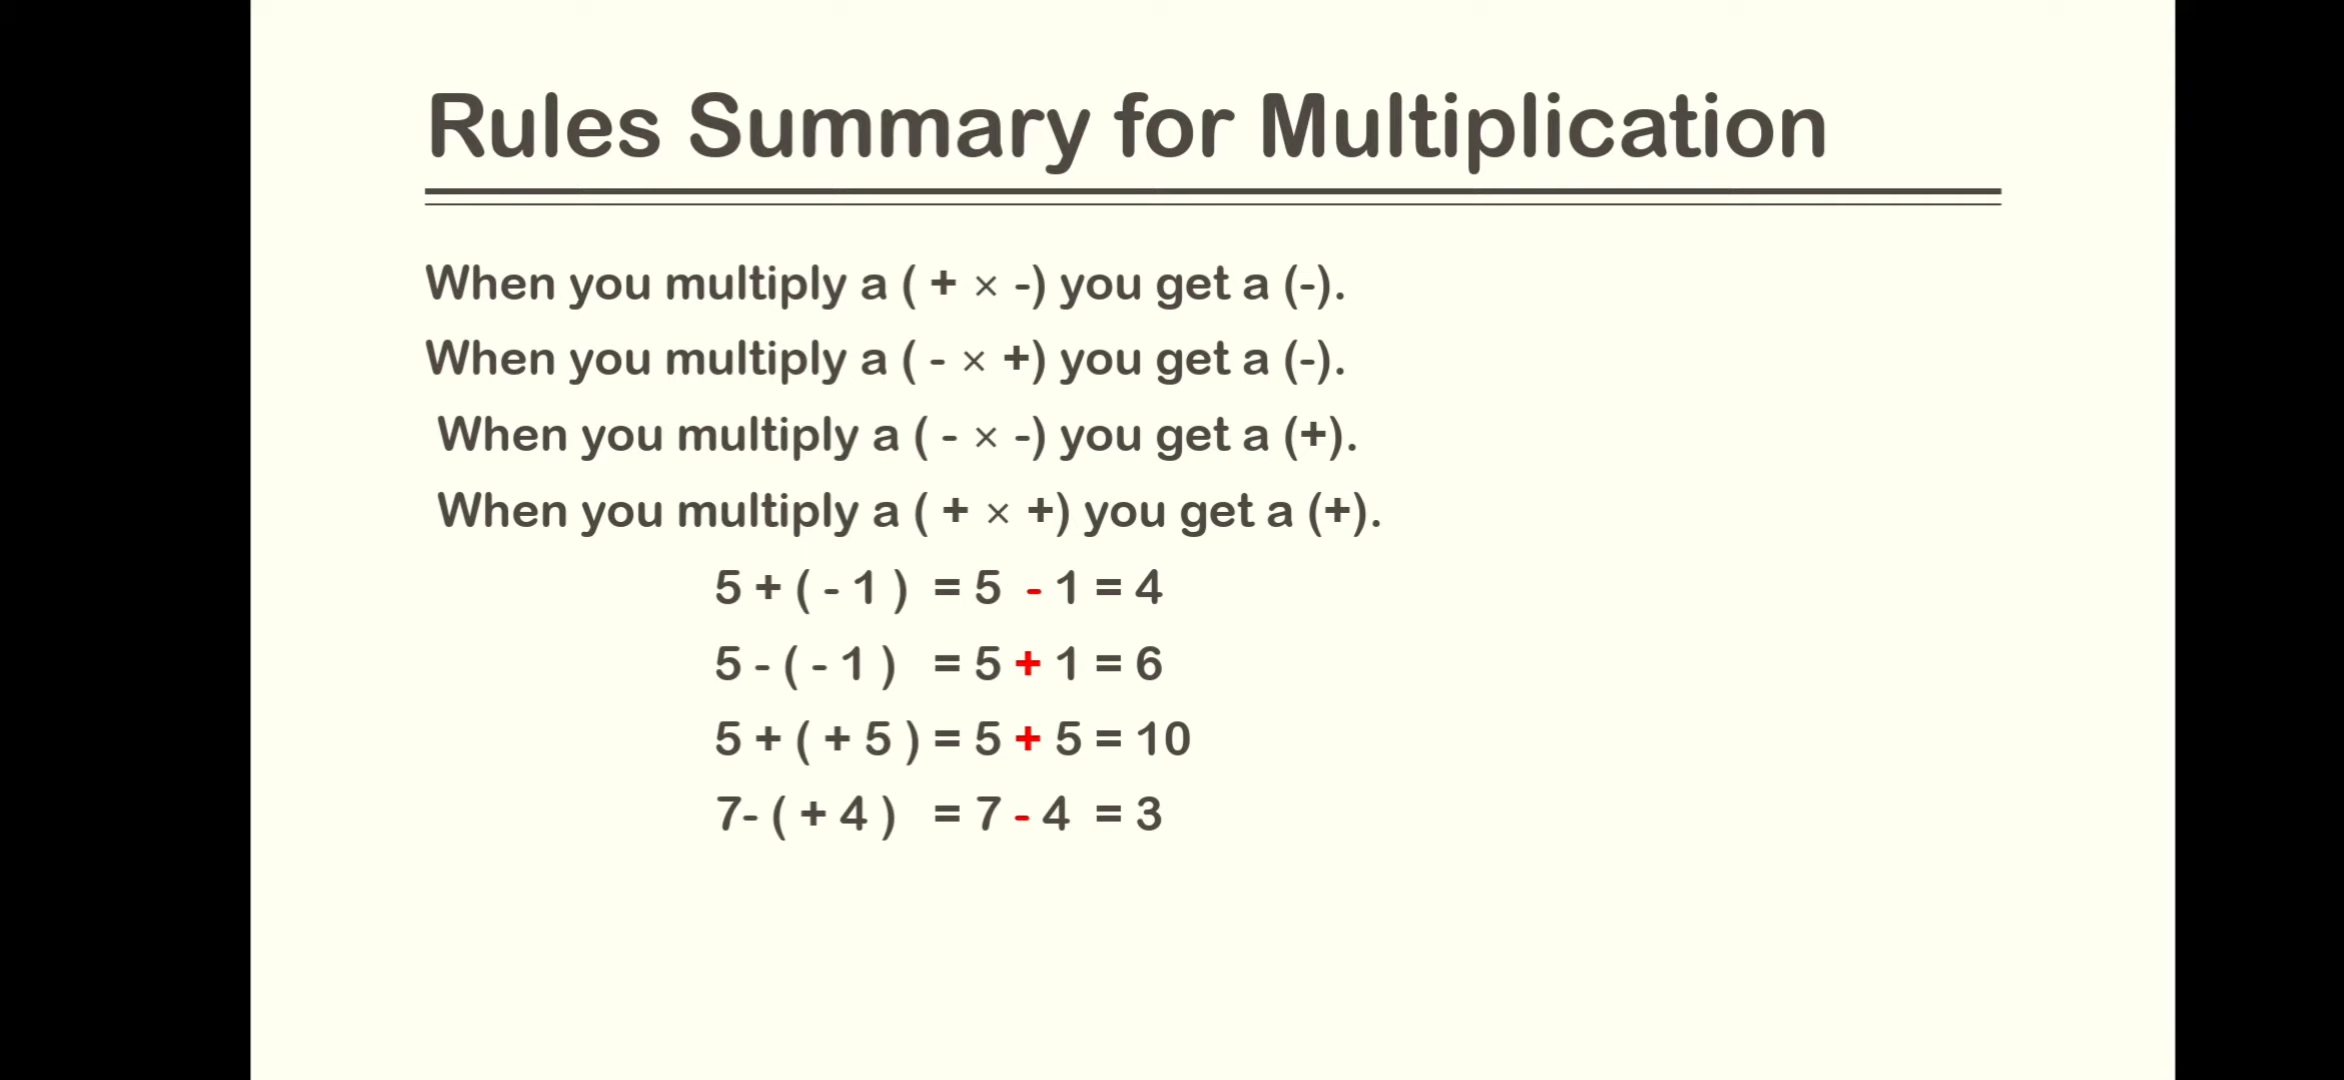 Rules Summary for Multiplication
When you multiply a ( + × -) you get a (-).
When you multiply a ( - × +) you get a (-).
When you multiply a ( - × -) you get a (+).
When you multiply a ( + × +) you get a (+).
5 + ( - 1 ) = 5 - 1 = 4
5 - ( - 1 ) = 5 + 1 = 6
5 + ( + 5 ) = 5 + 5 = 10
7- ( + 4 ) = 7 - 4 = 3